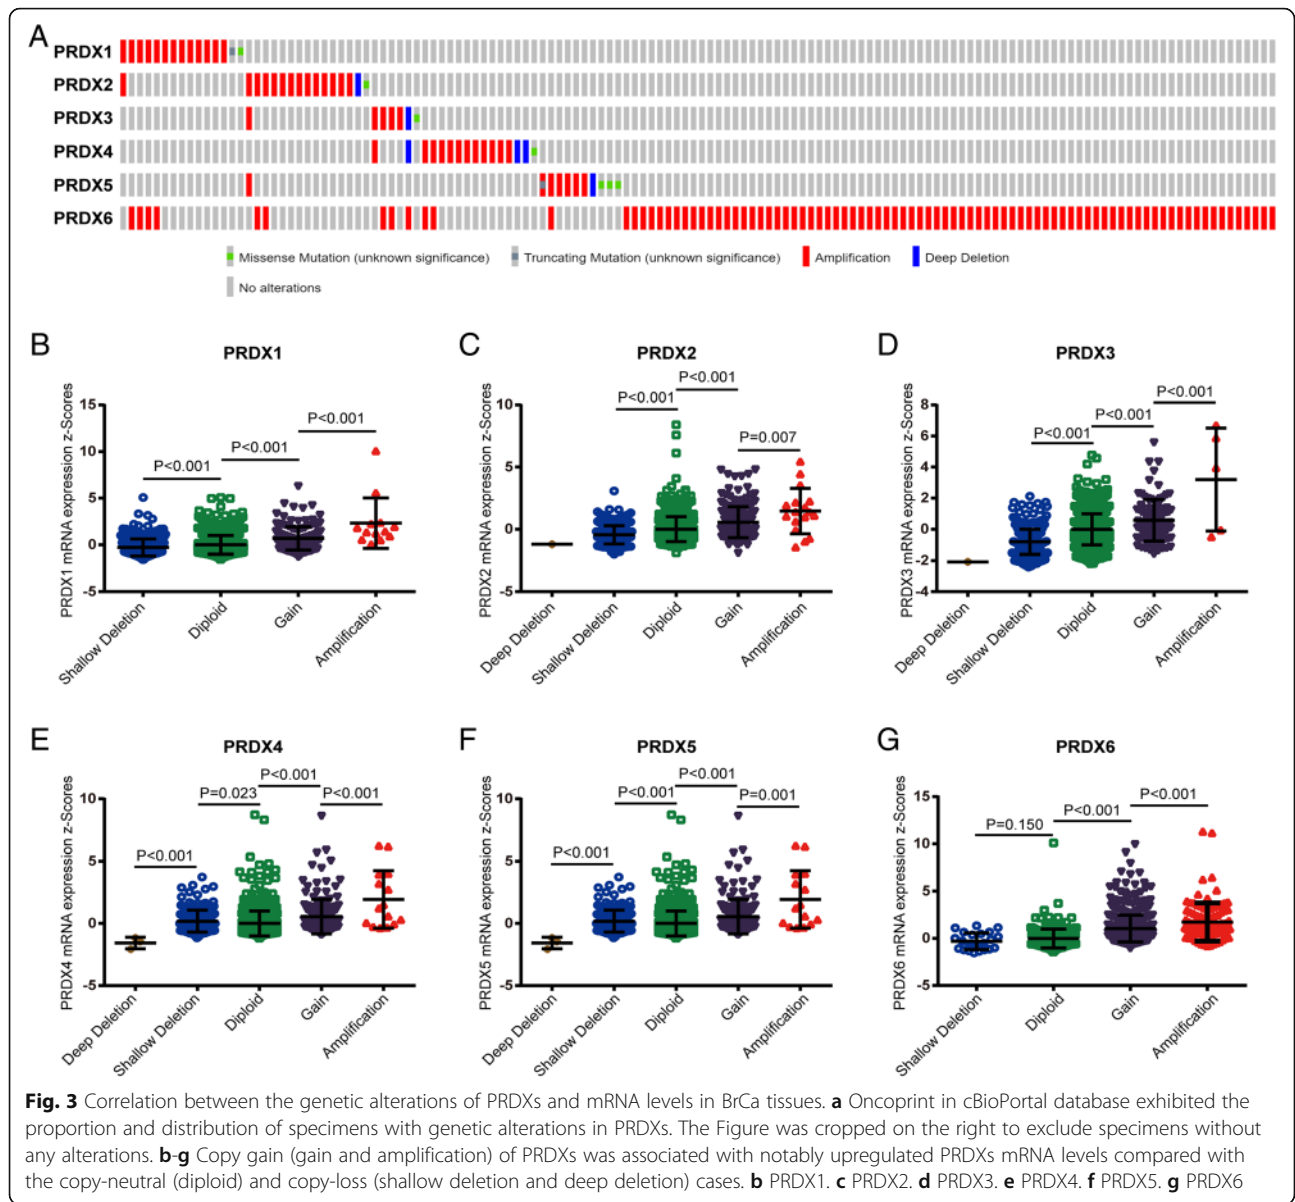 A
PRDX1
PRDX2
PRDX3
PRDX4
PRDX5
PRDX6
Missense Mutation (unknown significance)
Truncating Mutation (unknown significance)
Amplification
Deep Deletion
No alterations
B
PRDX1
PRDX1 mRNA expression z-Scores
15
10
5
0
-5
P<0.001
P<0.001
P<0.001
Shallow Deletion
Diploid
Gain
Amplification
C
PRDX2
PRDX2 mRNA expression z-Scores
10
5
0
-5
P<0.001
P<0.001
P=0.007
Deep Deletion
Shallow Deletion
Diploid
Gain
Amplification
D
PRDX3
PRDX3 mRNA expression z-Scores
8
6
4
2
0
-2
-4
P<0.001
P<0.001
P<0.001
Deep Deletion
Shallow Deletion
Diploid
Gain
Amplification
E
PRDX4
PRDX4 mRNA expression z-Scores
10
5
0
-5
P<0.001
P=0.023
P<0.001
P<0.001
Deep Deletion
Shallow Deletion
Diploid
Gain
Amplification
F
PRDX5
PRDX5 mRNA expression z-Scores
10
5
0
-5
P<0.001
P<0.001
P<0.001
P=0.001
Deep Deletion
Shallow Deletion
Diploid
Gain
Amplification
G
PRDX6
PRDX6 mRNA expression z-Scores
15
10
5
0
-5
P=0.150
P<0.001
P<0.001
Shallow Deletion
Diploid
Gain
Amplification
Fig. 3 Correlation between the genetic alterations of PRDXs and mRNA levels in BrCa tissues. a Oncoprint in cBioPortal database exhibited the
proportion and distribution of specimens with genetic alterations in PRDXs. The Figure was cropped on the right to exclude specimens without
any alterations. b-g Copy gain (gain and amplification) of PRDXs was associated with notably upregulated PRDXs mRNA levels compared with
the copy-neutral (diploid) and copy-loss (shallow deletion and deep deletion) cases. b PRDX1. c PRDX2. d PRDX3. e PRDX4. f PRDX5. g PRDX6